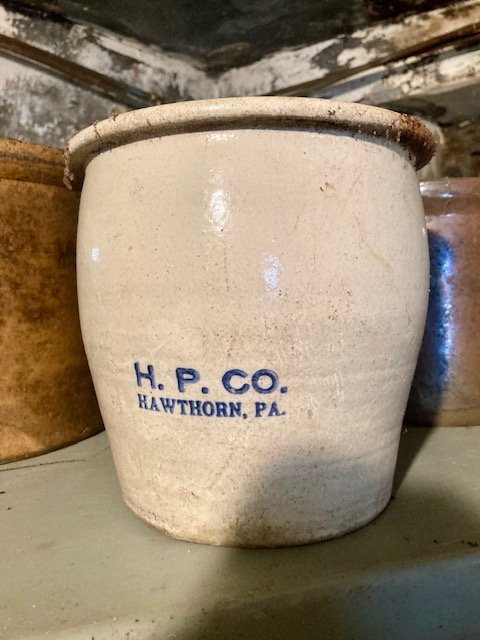 H. P. CO.
HAWTHORN, PA.